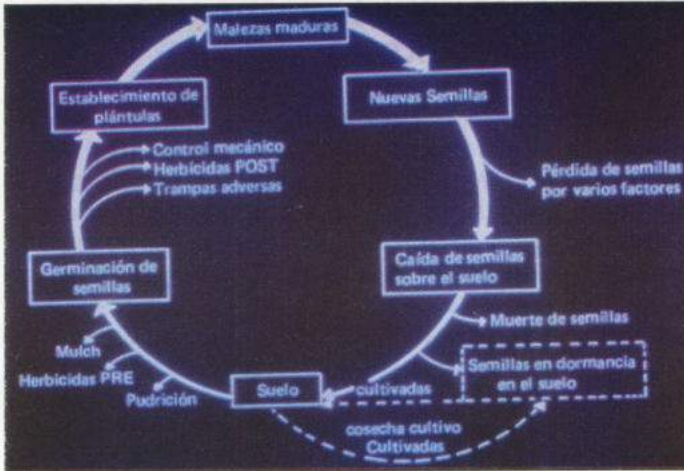 Malezas maduras
Nuevas Semillas
Pérdida de semillas
por varios factores
Caída de semillas
sobre el suelo
Muerte de semillas
Semillas en dormancia
en el suelo
cultivadas
cosecha cultivo
Cultivadas
Suelo
Pudrición
Herbicidas PRE
Mulch
Germinación de
semillas
Trampas adversas
Herbicidas POST
Control mecánico
Establecimiento de
plántulas